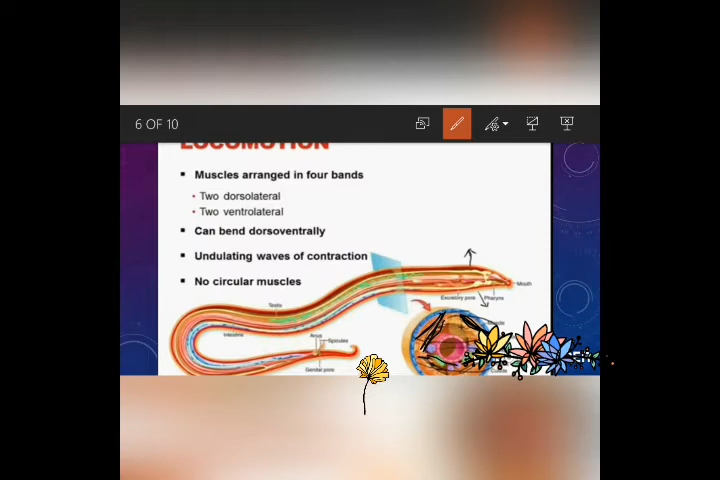 6 OF 10
LOCOMOTION
Muscles arranged in four bands
Two dorsolateral
Two ventrolateral
Can bend dorsoventrally
Undulating waves of contraction
No circular muscles
Mouth
Excretory pore
Pharynx
Testis
Intestine
Anus
Spicules
Genital pore